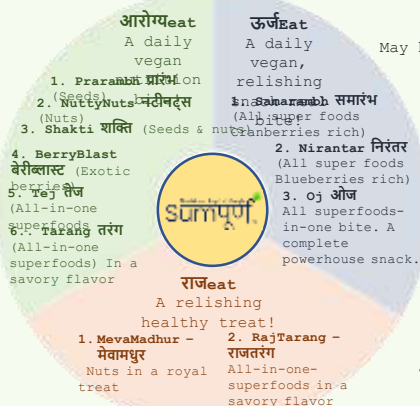 आरोग्यeat
A daily
vegan
nutrition
1. Prarambh प्रारंभ
(Seeds)
2. NuttyNuts नटीनट्स
(Nuts)
3. Shakti शक्ति (Seeds & nuts)
4. BerryBlast
बेरीब्लास्ट (Exotic
berries)
5. Tej तेज
(All-in-one
superfoods)
6.. Tarang तरंग
(All-in-one
superfoods) In a
savory flavor
ऊर्जEat
A daily
vegan,
relishing
bite!
समारंभ
(All super foods
Cranberries rich)
2. Nirantar निरंतर
(All super foods
Blueberries rich)
3. Oj ओज
All superfoods-
in-one bite. A
complete
powerhouse snack.
May
sumपूर्ण
राजeat
A relishing
healthy treat!
1. MevaMadhur –
मेवामधुर
Nuts in a royal
treat
2. RajTarang –
राजतरंग
All-in-one-
superfoods in a
savory flavor